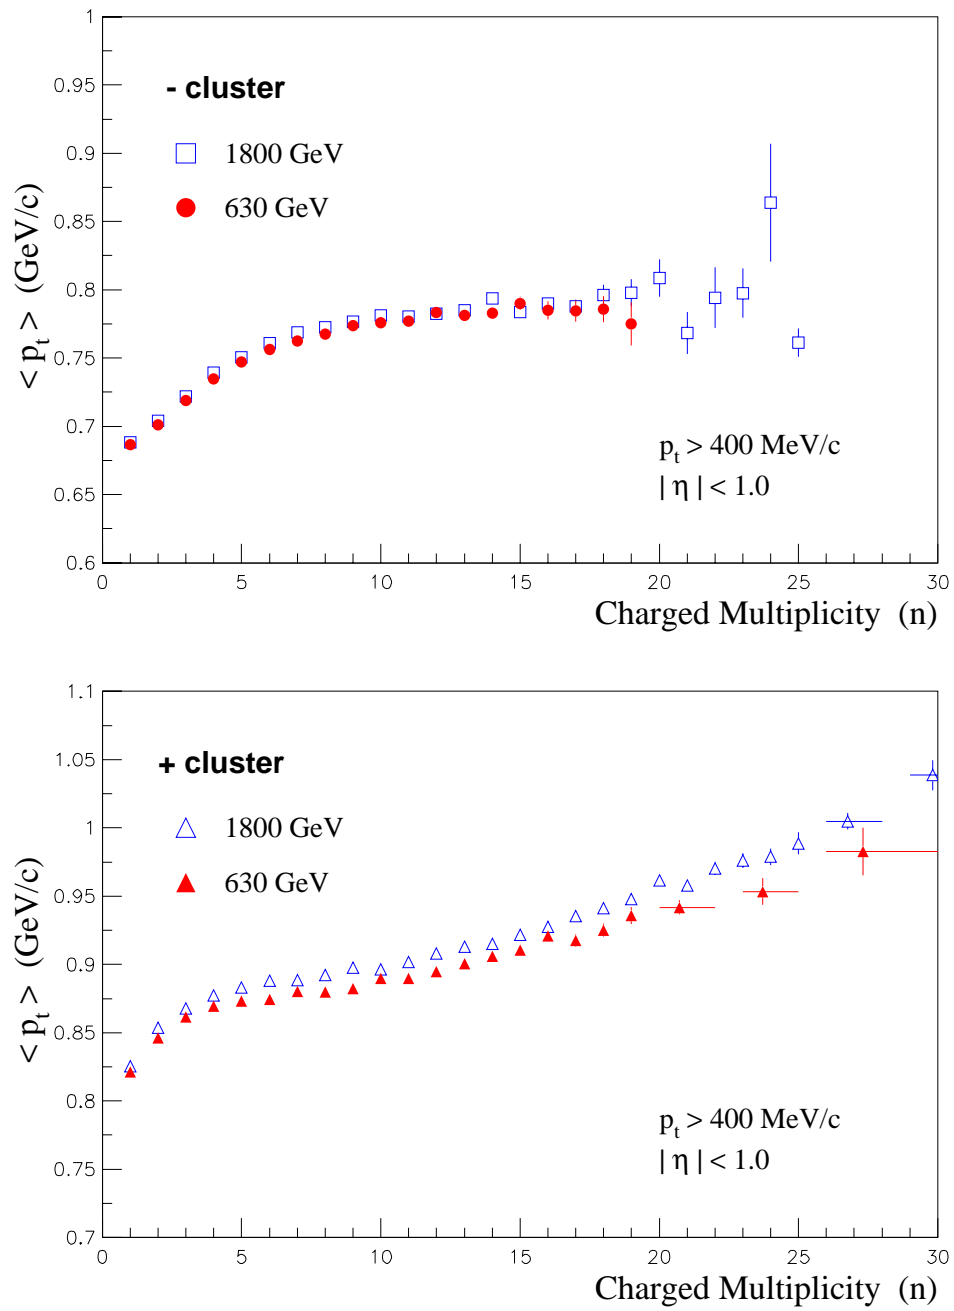 1
0.95
- cluster
0.9
1800 GeV
0.85
630 GeV
0.8
0.75
0.7
0.65
0.6
< p_t > (GeV/c)
p_t > 400 MeV/c
| η | < 1.0
0 5 10 15 20 25 30
Charged Multiplicity (n)
1.1
1.05
+ cluster
1
1800 GeV
0.95
630 GeV
0.9
0.85
0.8
0.75
0.7
< p_t > (GeV/c)
p_t > 400 MeV/c
| η | < 1.0
0 5 10 15 20 25 30
Charged Multiplicity (n)